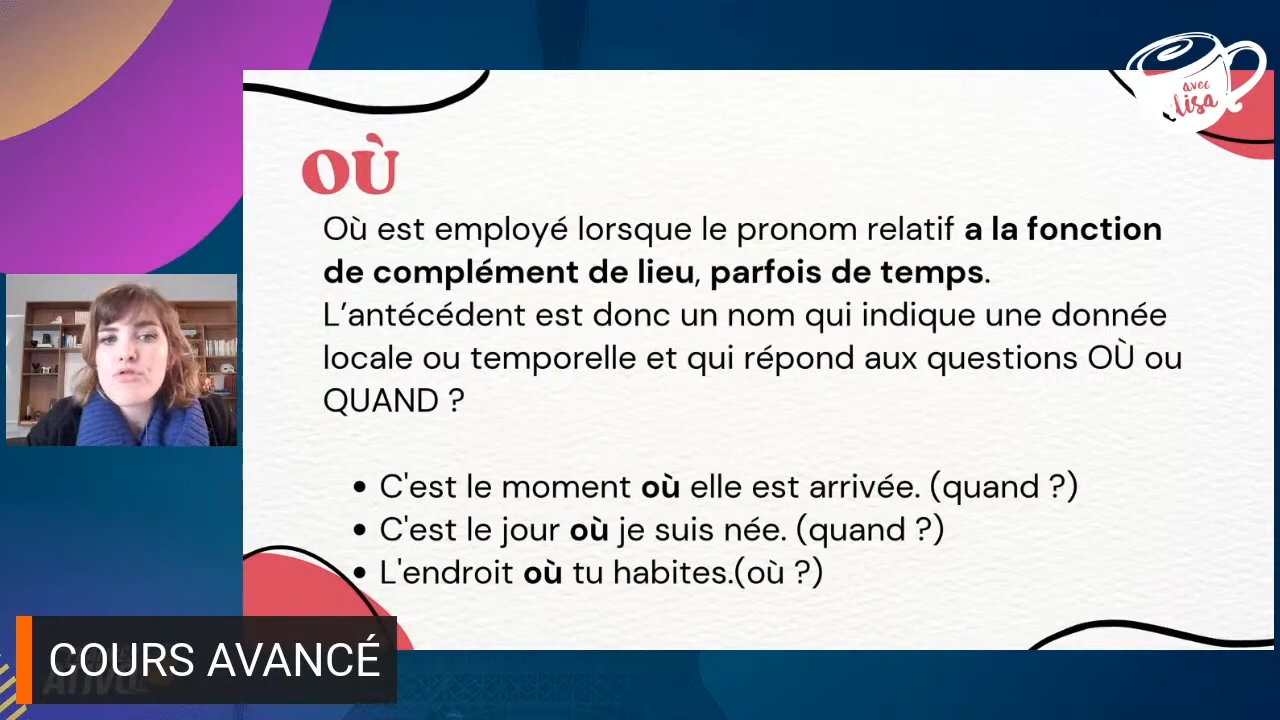 avec
lisa
OÙ
Où est employé lorsque le pronom relatif a la fonction
de complément de lieu, parfois de temps.
L’antécédent est donc un nom qui indique une donnée
locale ou temporelle et qui répond aux questions OÙ ou
QUAND ?
C'est le moment où elle est arrivée. (quand ?)
C'est le jour où je suis née. (quand ?)
L'endroit où tu habites.(où ?)
COURS AVANCÉ